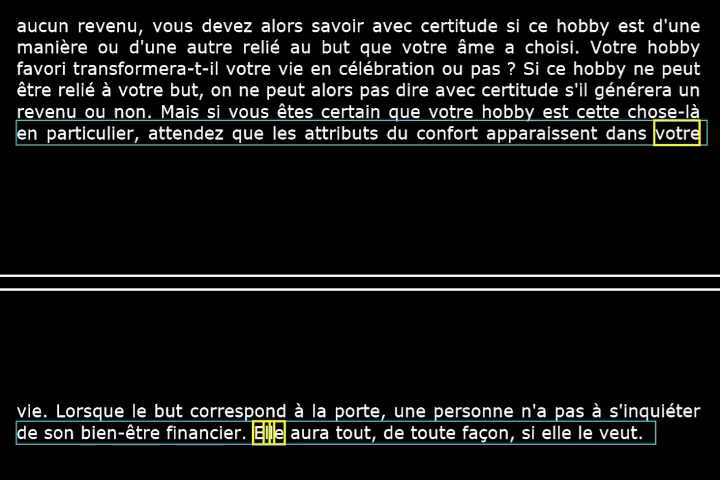 aucun revenu, vous devez alors savoir avec certitude si ce hobby est d'une
manière ou d'une autre relié au but que votre âme a choisi. Votre hobby
favori transformera-t-il votre vie en célébration ou pas ? Si ce hobby ne peut
être relié à votre but, on ne peut alors pas dire avec certitude s'il générera un
revenu ou non. Mais si vous êtes certain que votre hobby est cette chose-là
en particulier, attendez que les attributs du confort apparaissent dans votre
vie. Lorsque le but correspond à la porte, une personne n'a pas à s'inquiéter
de son bien-être financier. Elle aura tout, de toute façon, si elle le veut.